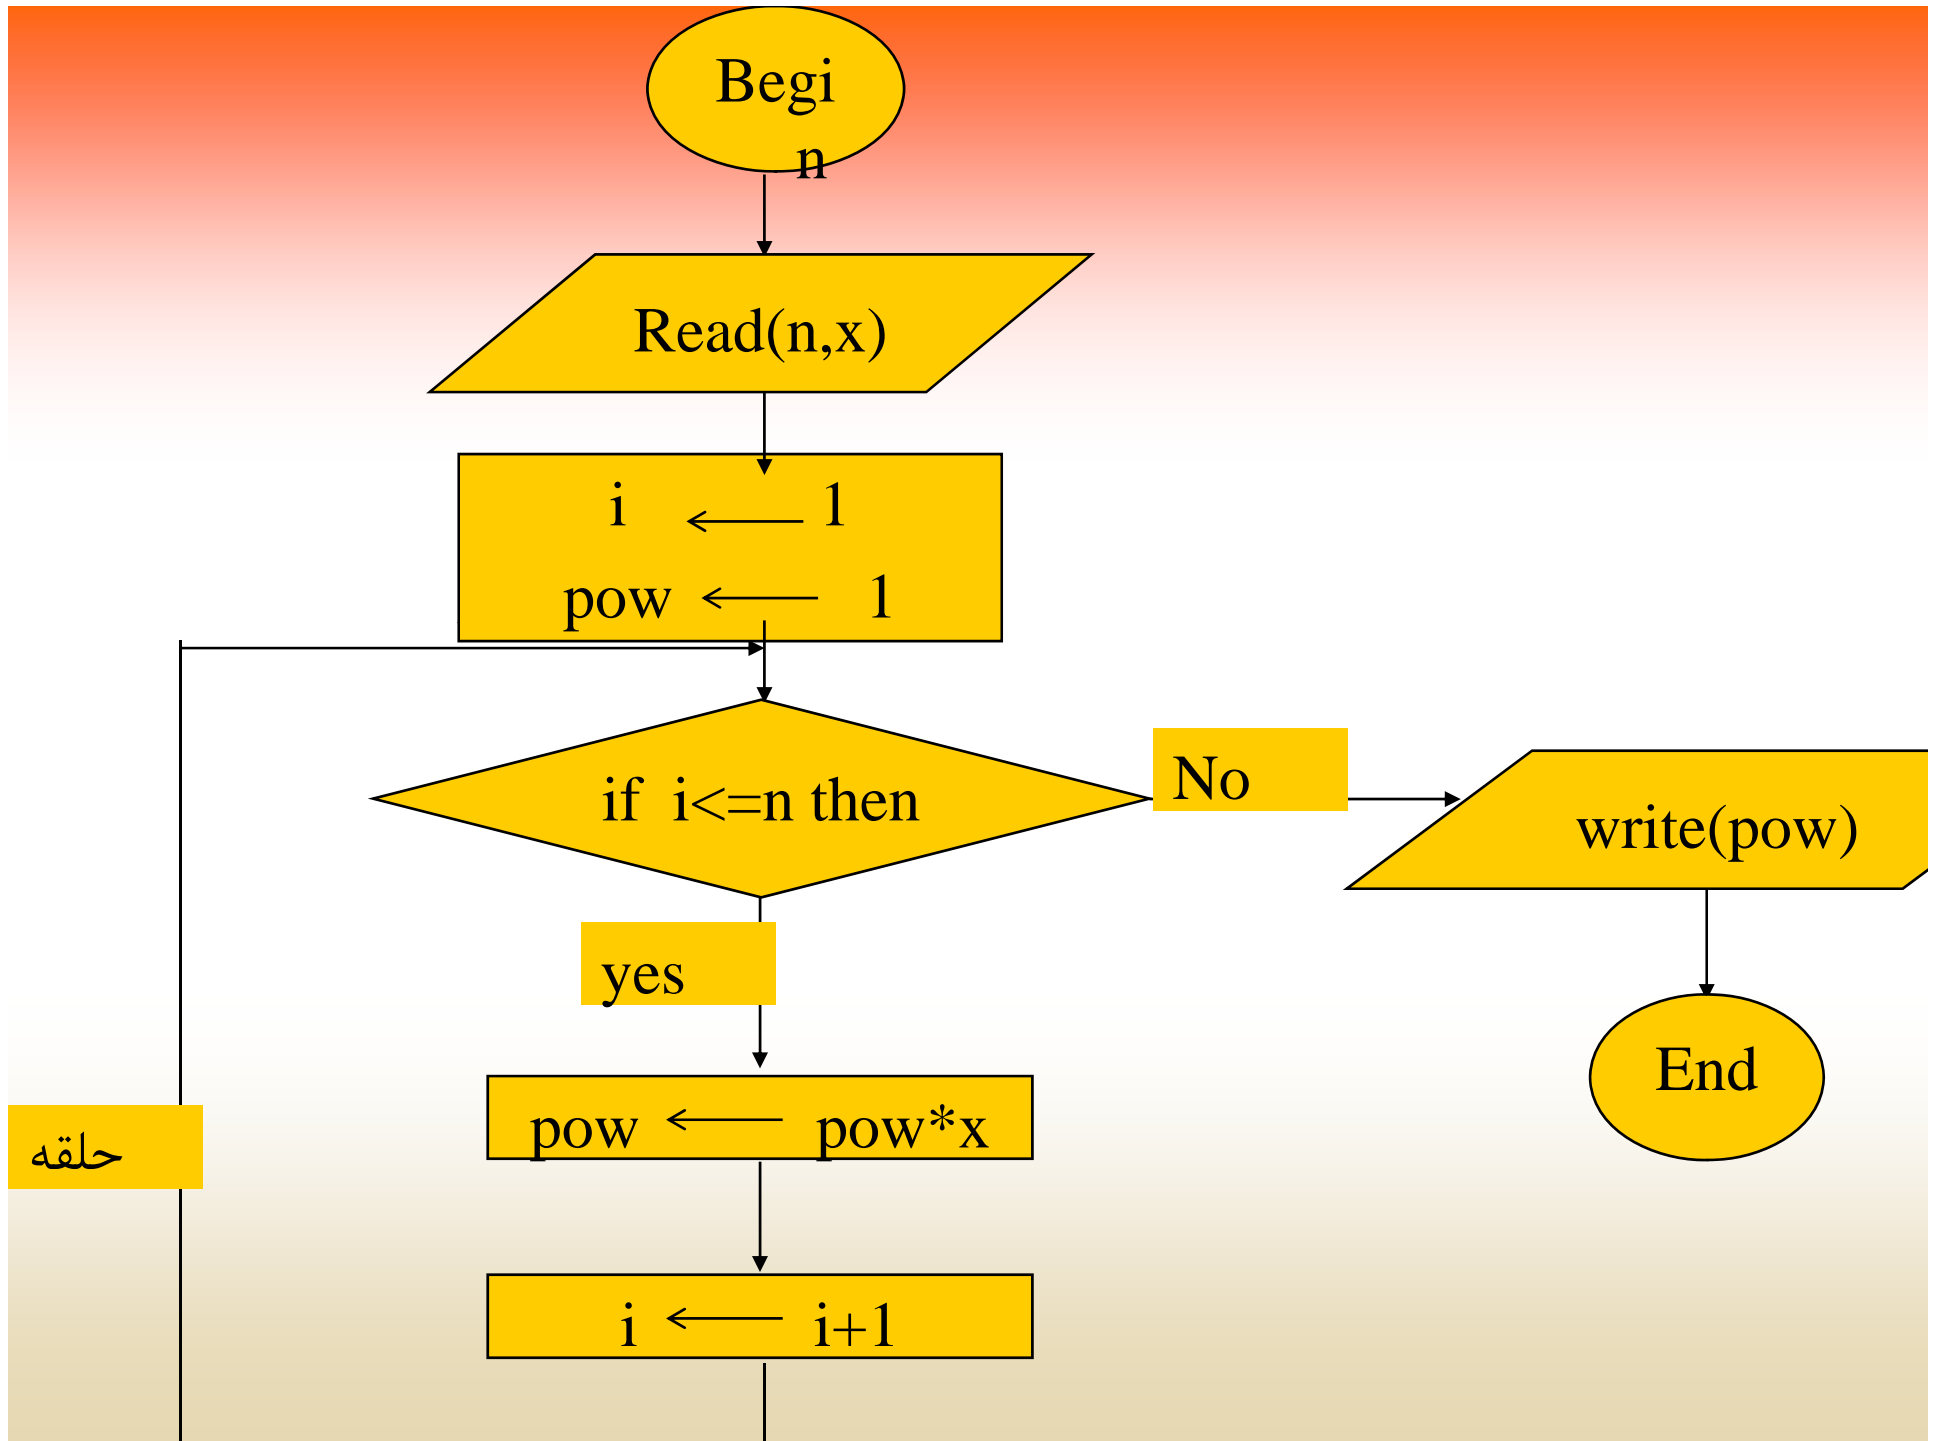 Begi
n
Read(n,x)
i ← 1
pow ← 1
if i<=n then
No
write(pow)
yes
End
pow ← pow*x
حلقه
i ← i+1